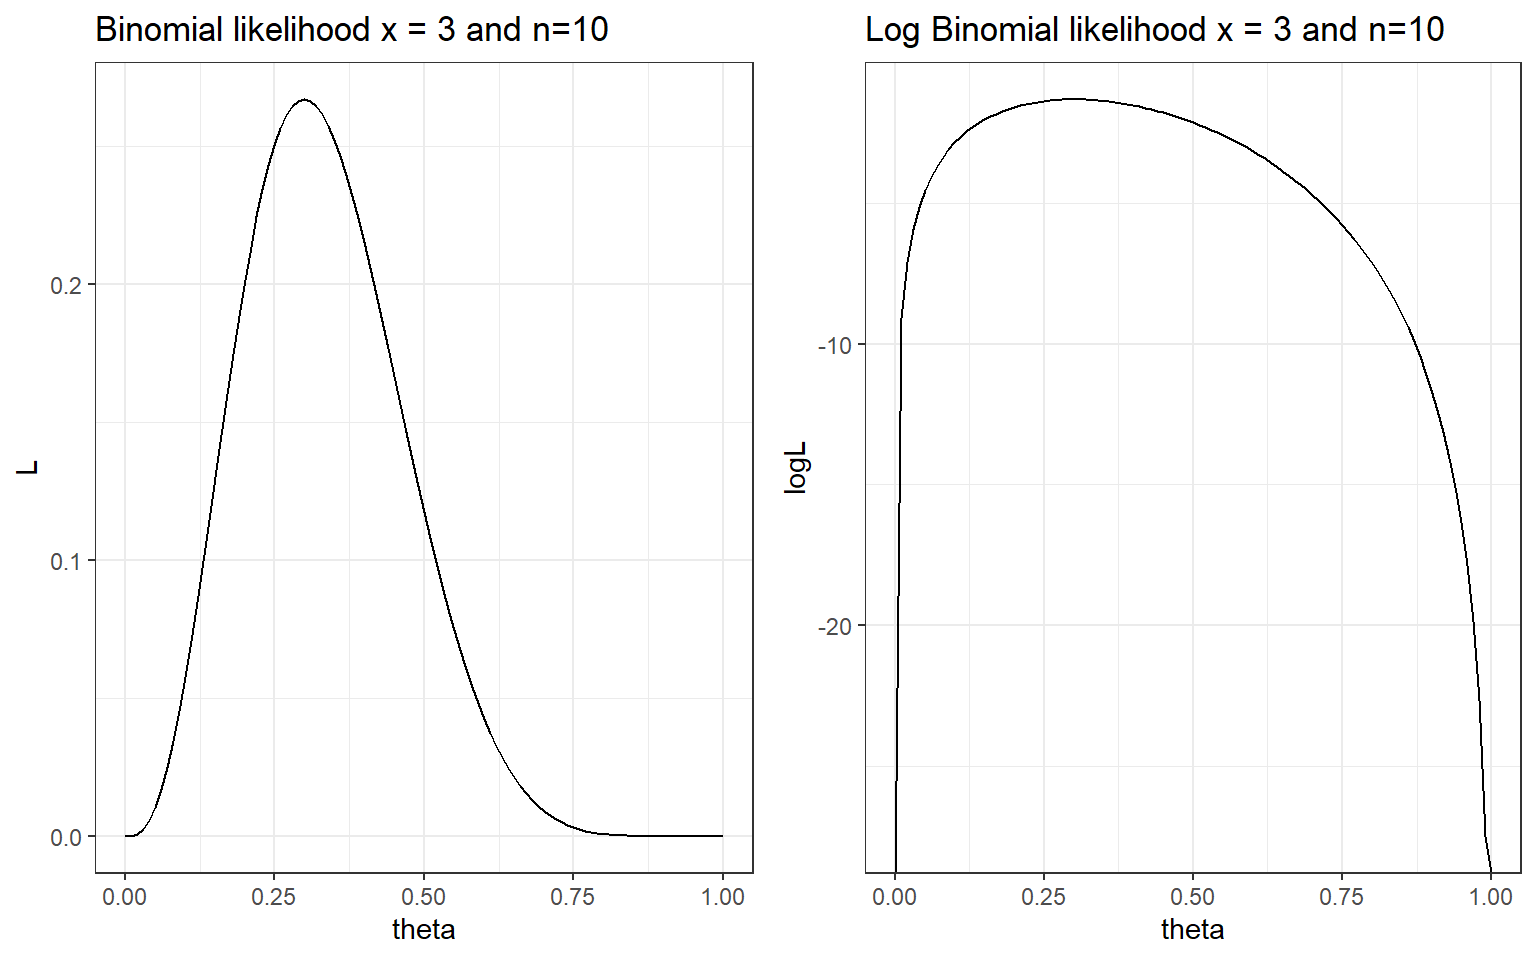 Binomial likelihood x = 3 and n=10
L
0.2
0.1
0.0
0.00 0.25 0.50 0.75 1.00
theta
Log Binomial likelihood x = 3 and n=10
logL
-10
-20
0.00 0.25 0.50 0.75 1.00
theta